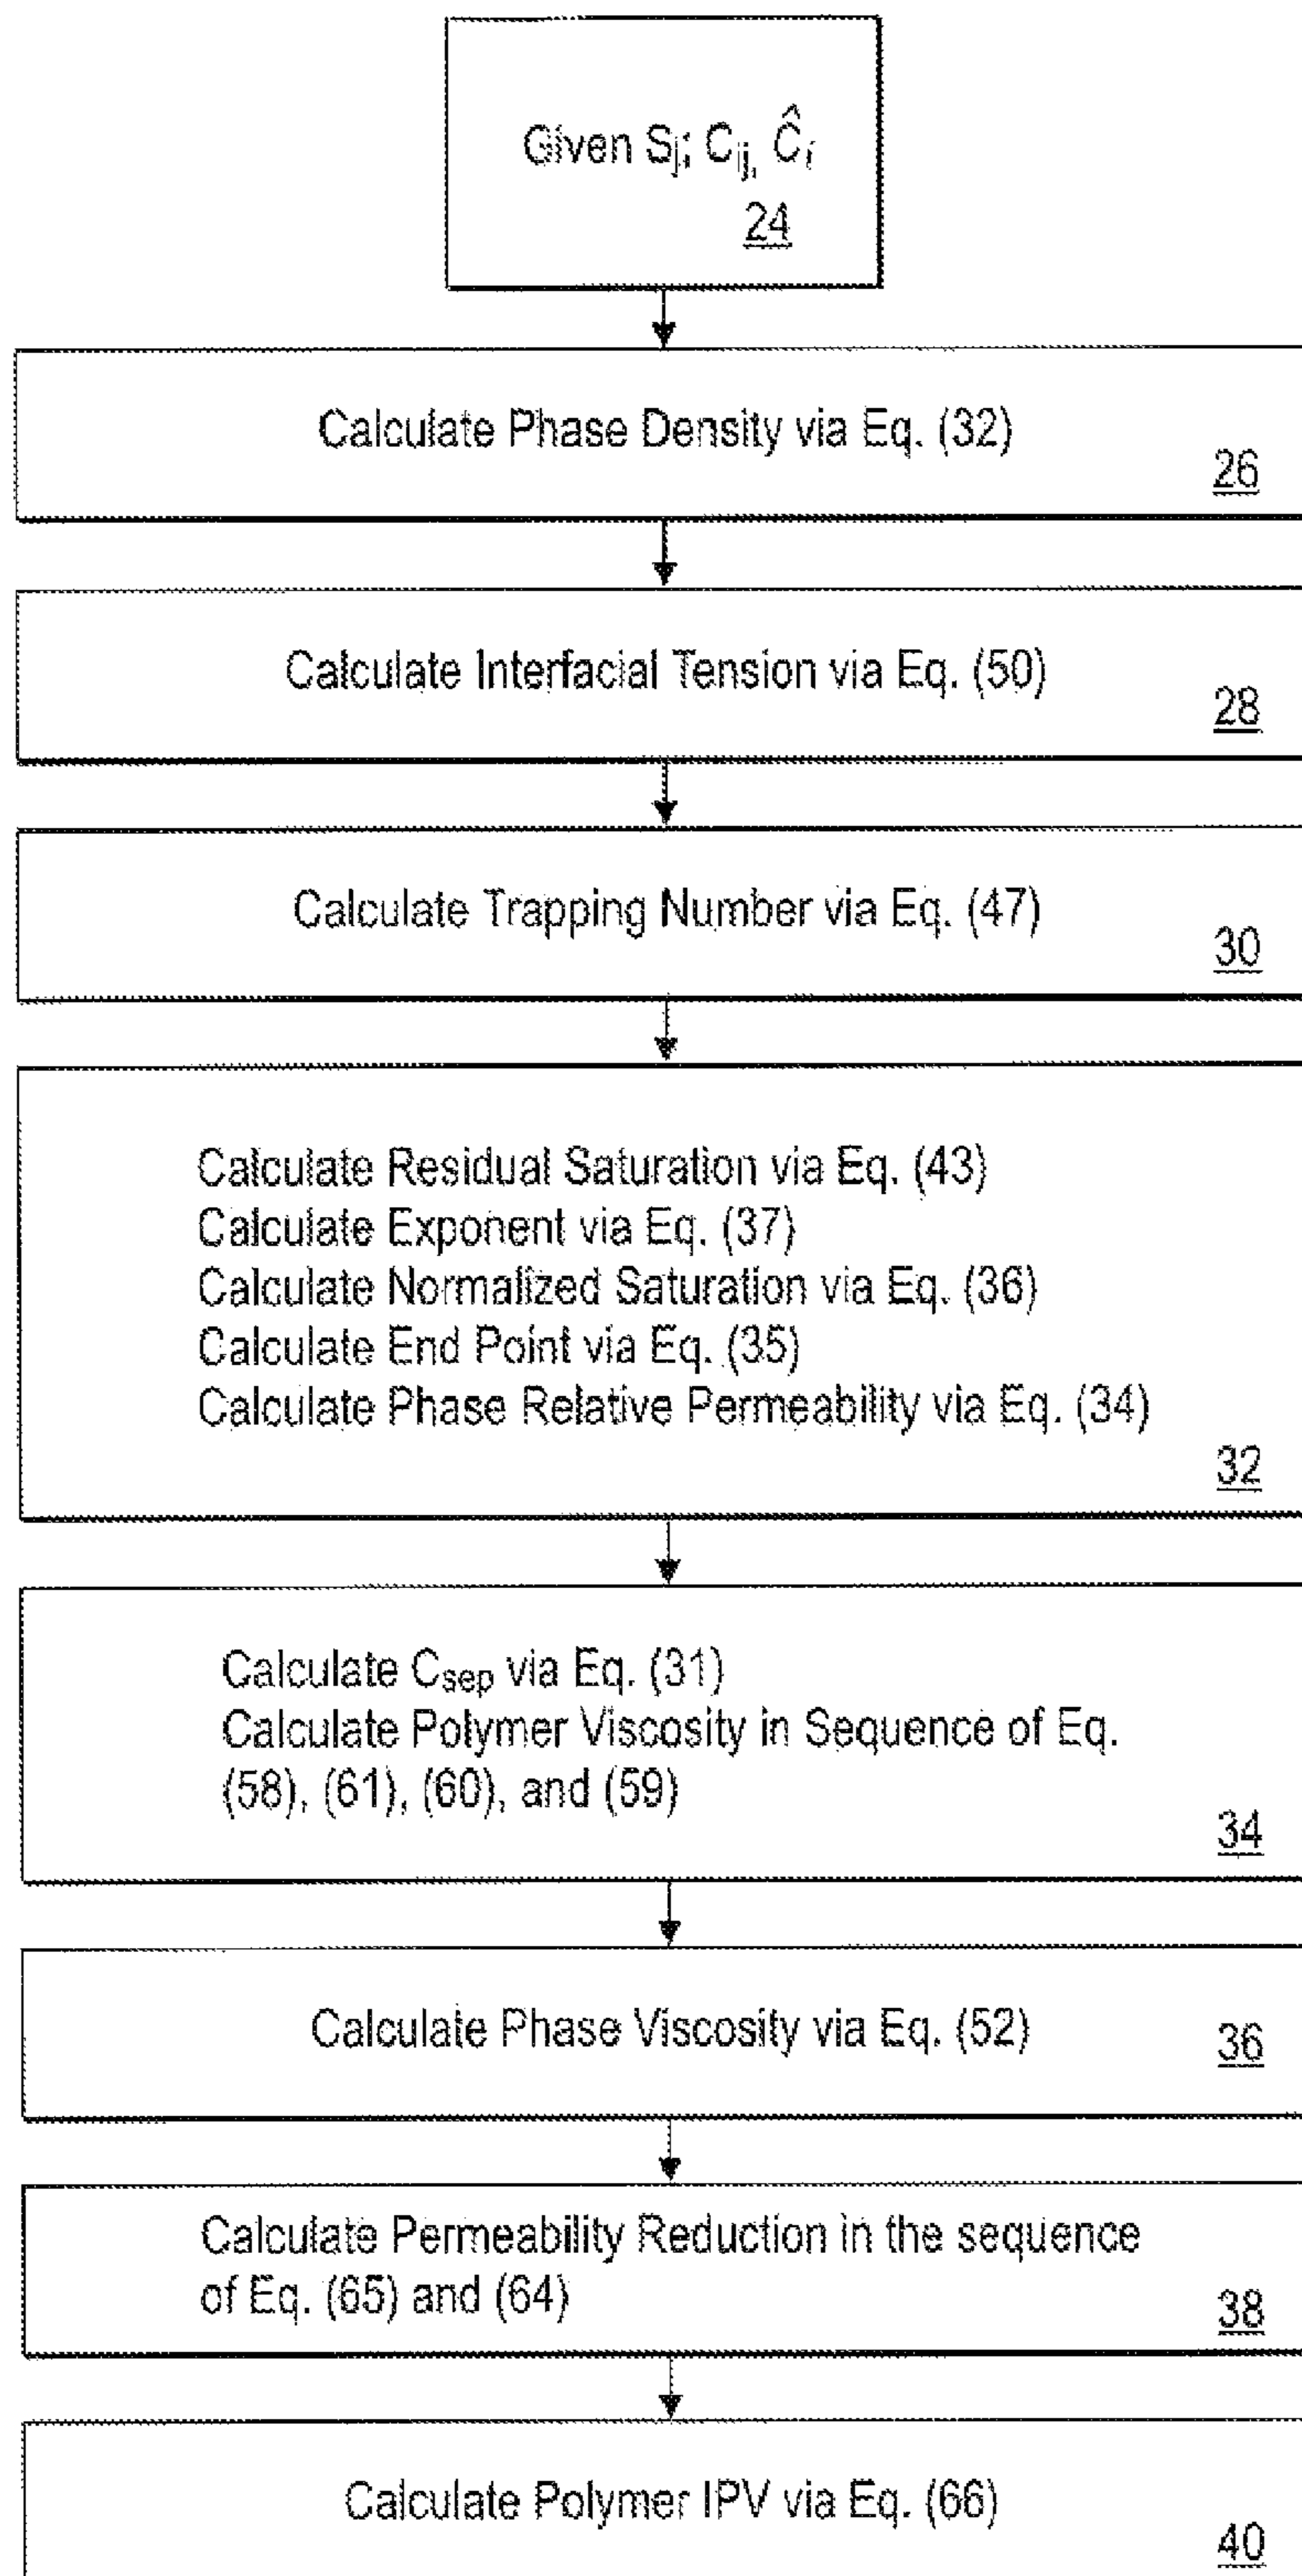 Given Sj; Cij, Ĉi
24
Calculate Phase Density via Eq. (32)
26
Calculate Interfacial Tension via Eq. (50)
28
Calculate Trapping Number via Eq. (47)
30
Calculate Residual Saturation via Eq. (43)
Calculate Exponent via Eq. (37)
Calculate Normalized Saturation via Eq. (36)
Calculate End Point via Eq. (35)
Calculate Phase Relative Permeability via Eq. (34)
32
Calculate Csep via Eq. (31)
Calculate Polymer Viscosity in Sequence of Eq.
(58), (61), (60), and (59)
34
Calculate Phase Viscosity via Eq. (52)
36
Calculate Permeability Reduction in the sequence
of Eq. (65) and (64)
38
Calculate Polymer IPV via Eq. (66)
40